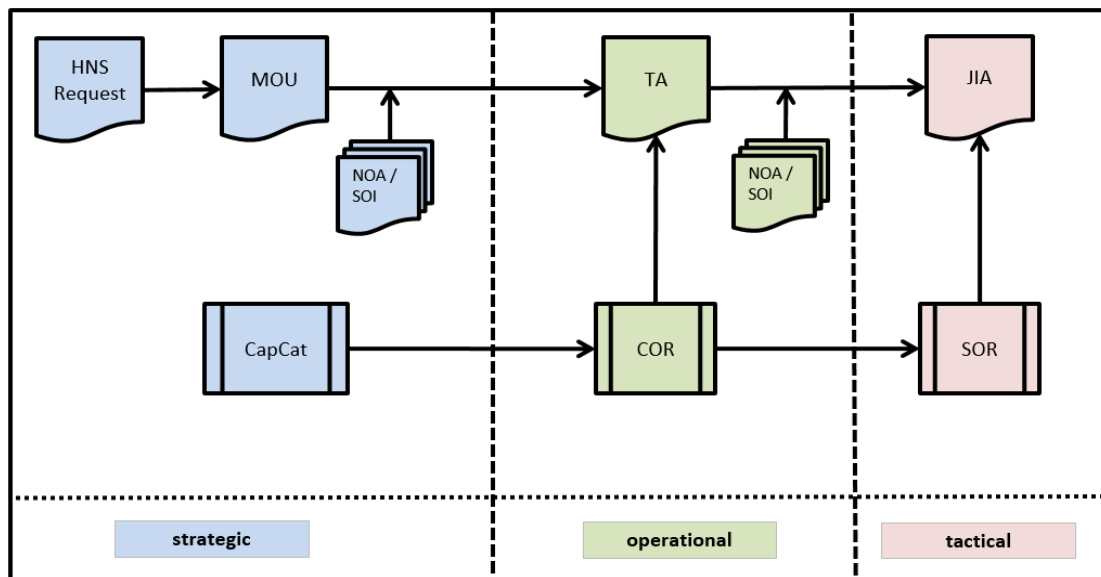 HNS
Request
MOU
TA
JIA
NOA /
SOI
NOA /
SOI
CapCat
COR
SOR
strategic
operational
tactical